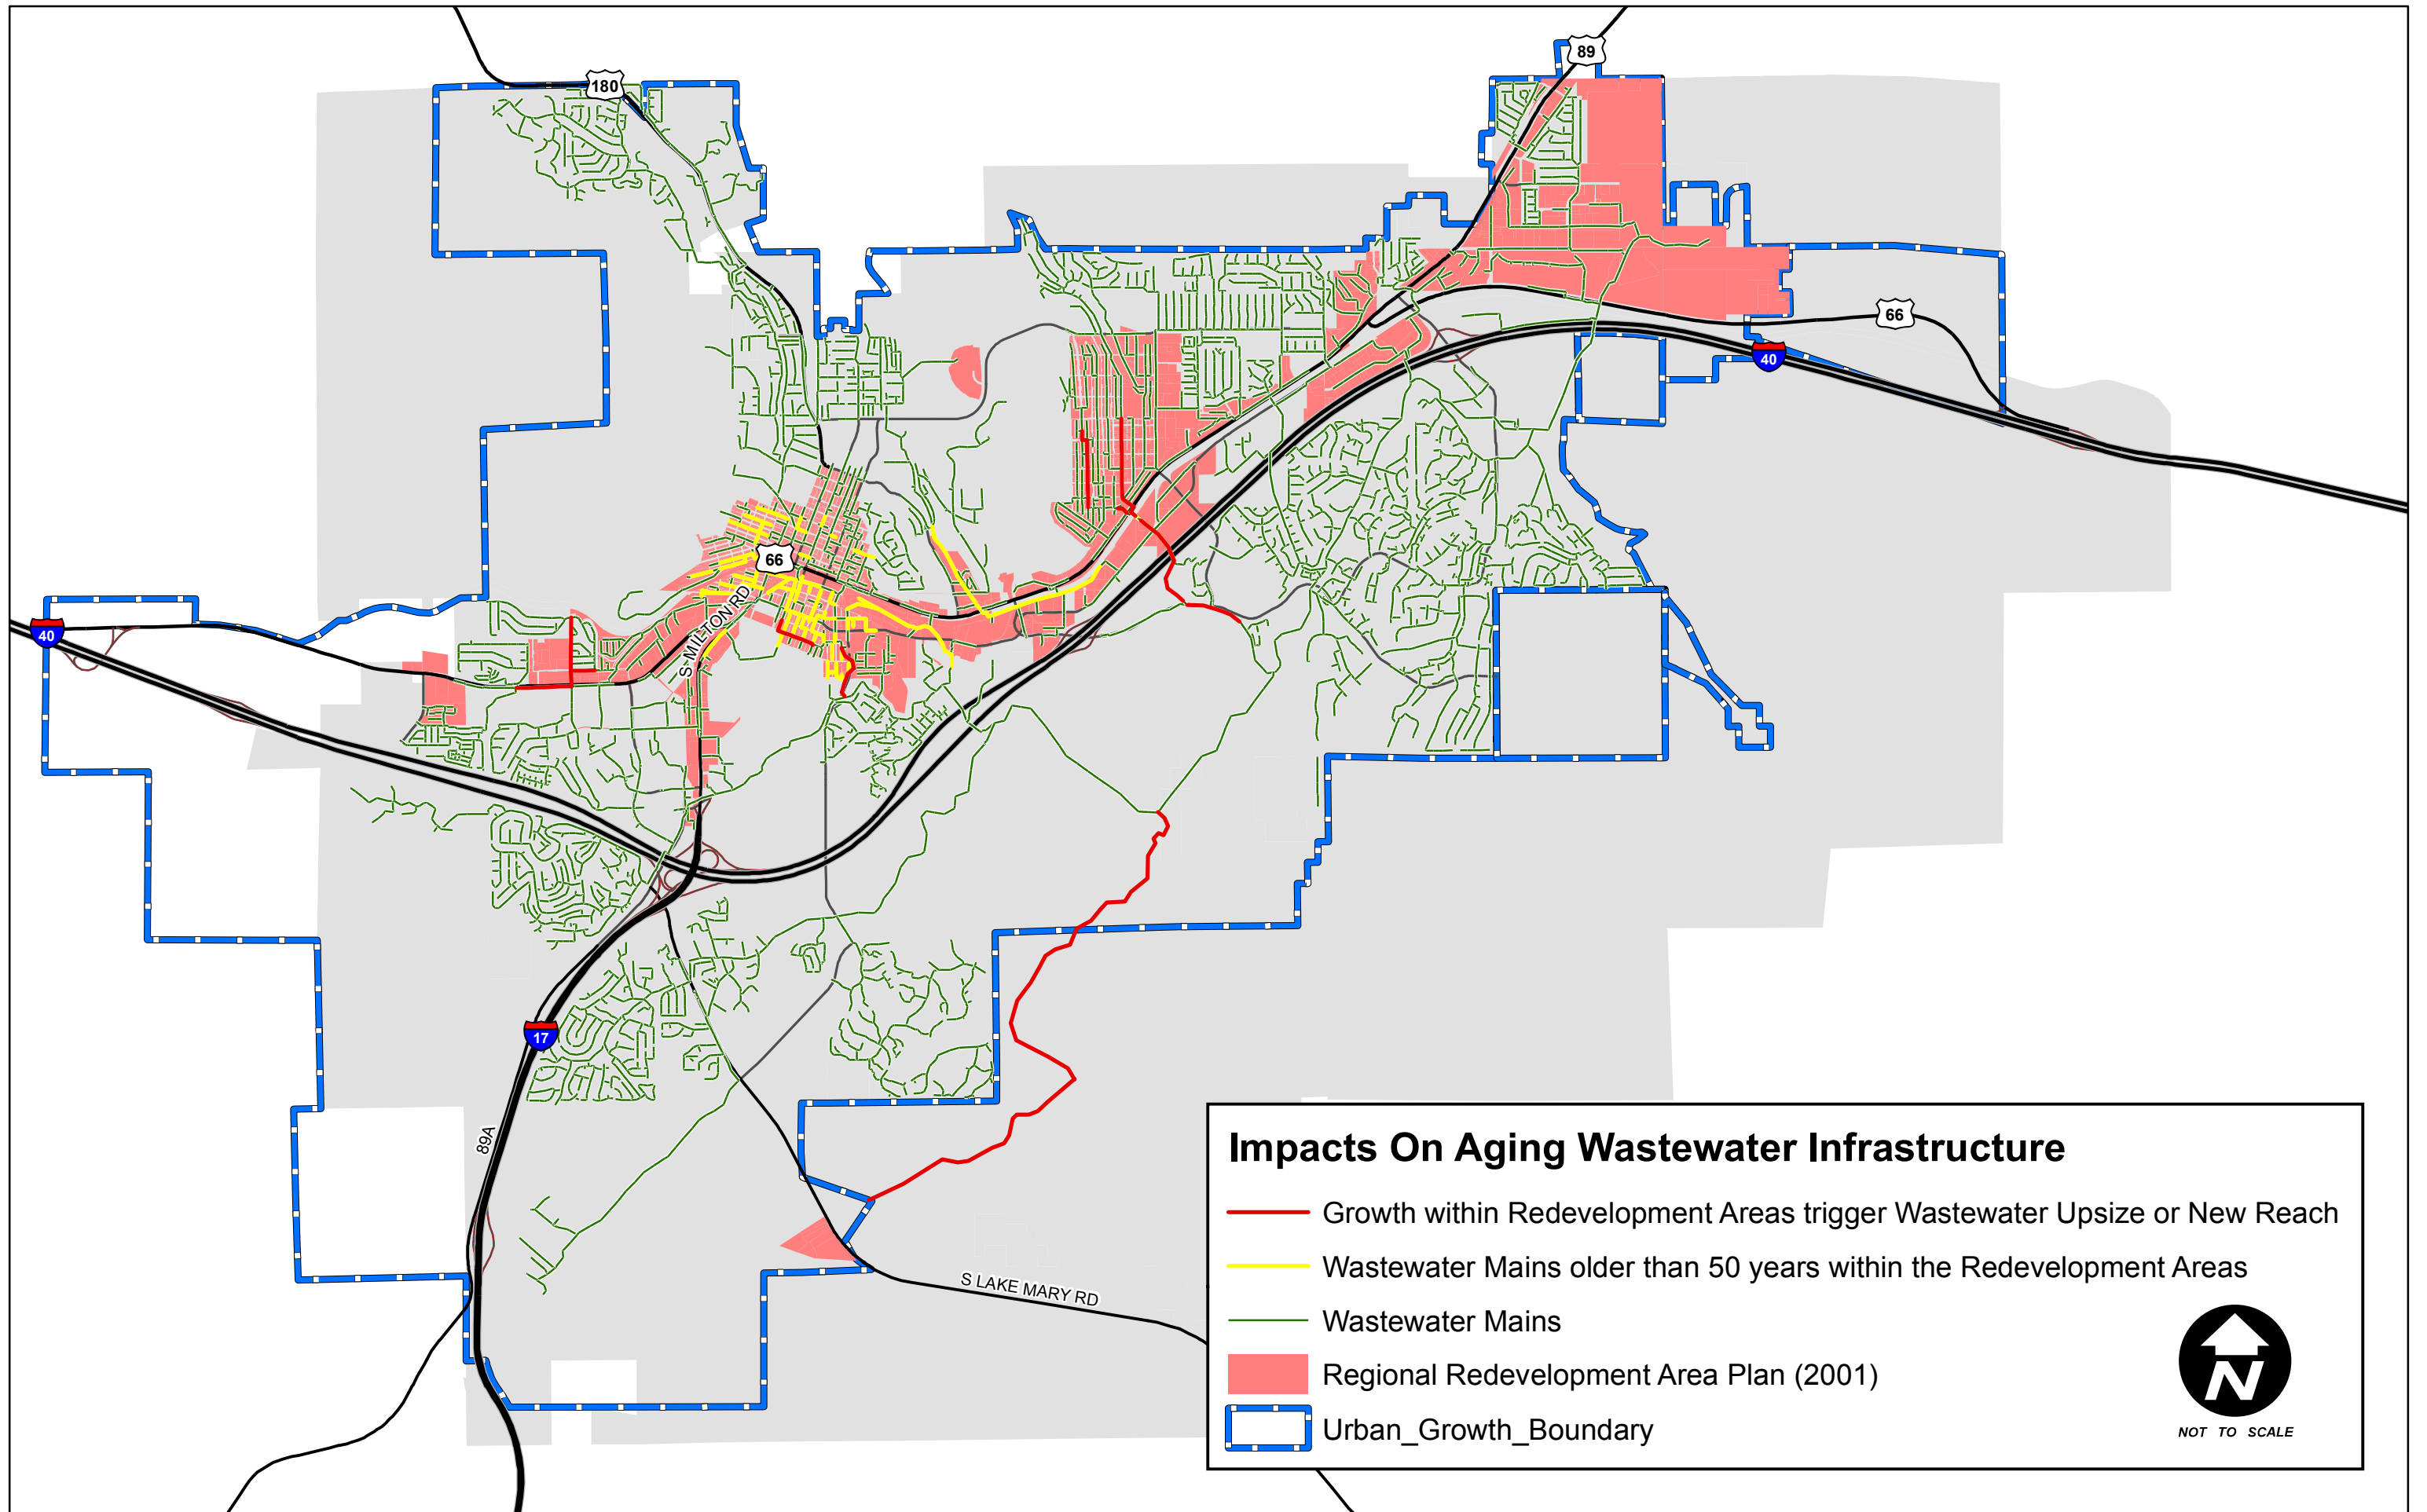 89
180
66
40
66
S MILTON RD
40
17
89A
S LAKE MARY RD
Impacts On Aging Wastewater Infrastructure
Growth within Redevelopment Areas trigger Wastewater Upsize or New Reach
Wastewater Mains older than 50 years within the Redevelopment Areas
Wastewater Mains
Regional Redevelopment Area Plan (2001)
Urban_Growth_Boundary
N
NOT TO SCALE